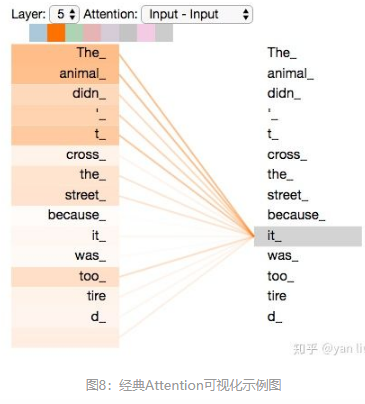 Layer: 5 Attention: Input - Input
The_ The_
animal_ animal_
didn_ didn_
'_ '_
t_ t_
cross_ cross_
the_ the_
street_ street_
because_ because_
it_ it_
was_ was_
too_ too_
tire tire
d_ d_
知乎 @yan li
图8：经典Attention可视化示例图